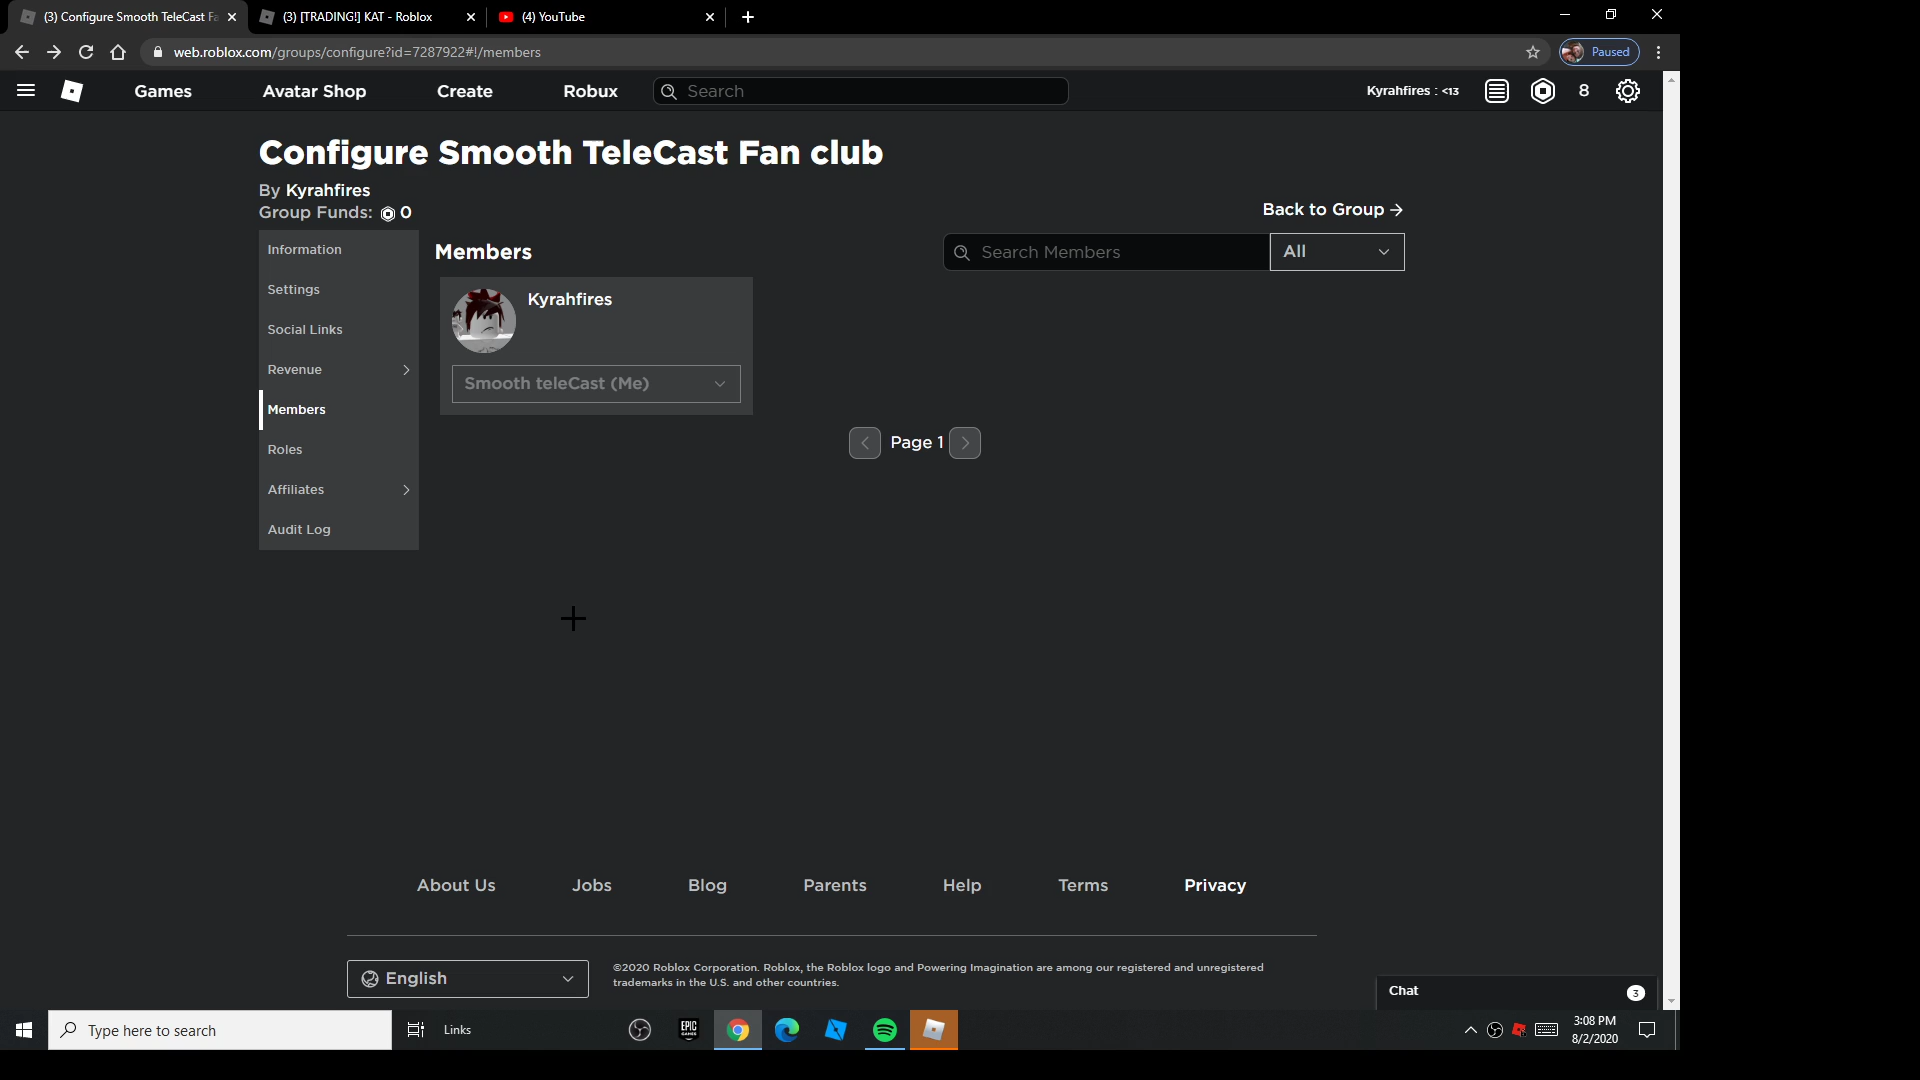 (3) Configure Smooth TeleCast Fa
(3) [TRADING!] KAT - Roblox
(4) YouTube
web.roblox.com/groups/configure?id=7287922#!/members
Paused
Games
Avatar Shop
Create
Robux
Search
Kyrahfires : <13
8
Configure Smooth TeleCast Fan club
By Kyrahfires
Group Funds: 0
Back to Group
Information
Settings
Social Links
Revenue
Members
Roles
Affiliates
Audit Log
Members
Search Members
All
Kyrahfires
Smooth teleCast (Me)
Page 1
About Us
Jobs
Blog
Parents
Help
Terms
Privacy
English
©2020 Roblox Corporation. Roblox, the Roblox logo and Powering Imagination are among our registered and unregistered
trademarks in the U.S. and other countries.
Chat
3
Type here to search
Links
EPIC
GAMES
3:08 PM
8/2/2020